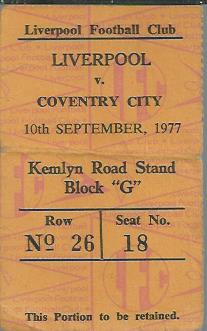 Liverpool Football Club
LIVERPOOL
v.
COVENTRY CITY
10th SEPTEMBER, 1977
Kemlyn Road Stand
Block "G"
Row Seat No.
Nº 26 18
LFC
This Portion to be retained.